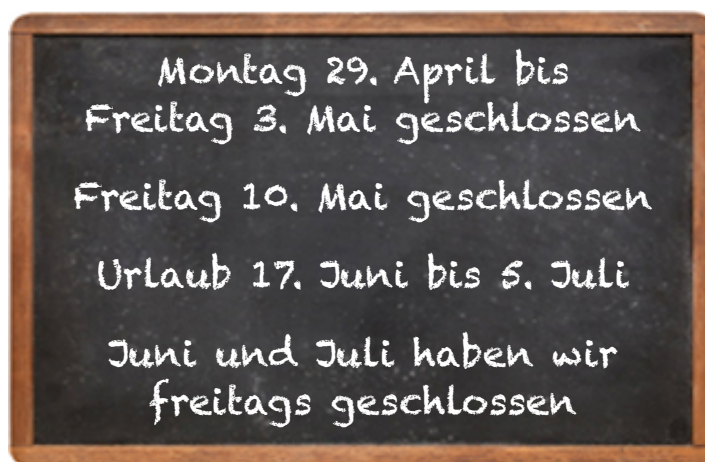 Montag 29. April bis
Freitag 3. Mai geschlossen
Freitag 10. Mai geschlossen
Urlaub 17. Juni bis 5. Juli
Juni und Juli haben wir
freitags geschlossen